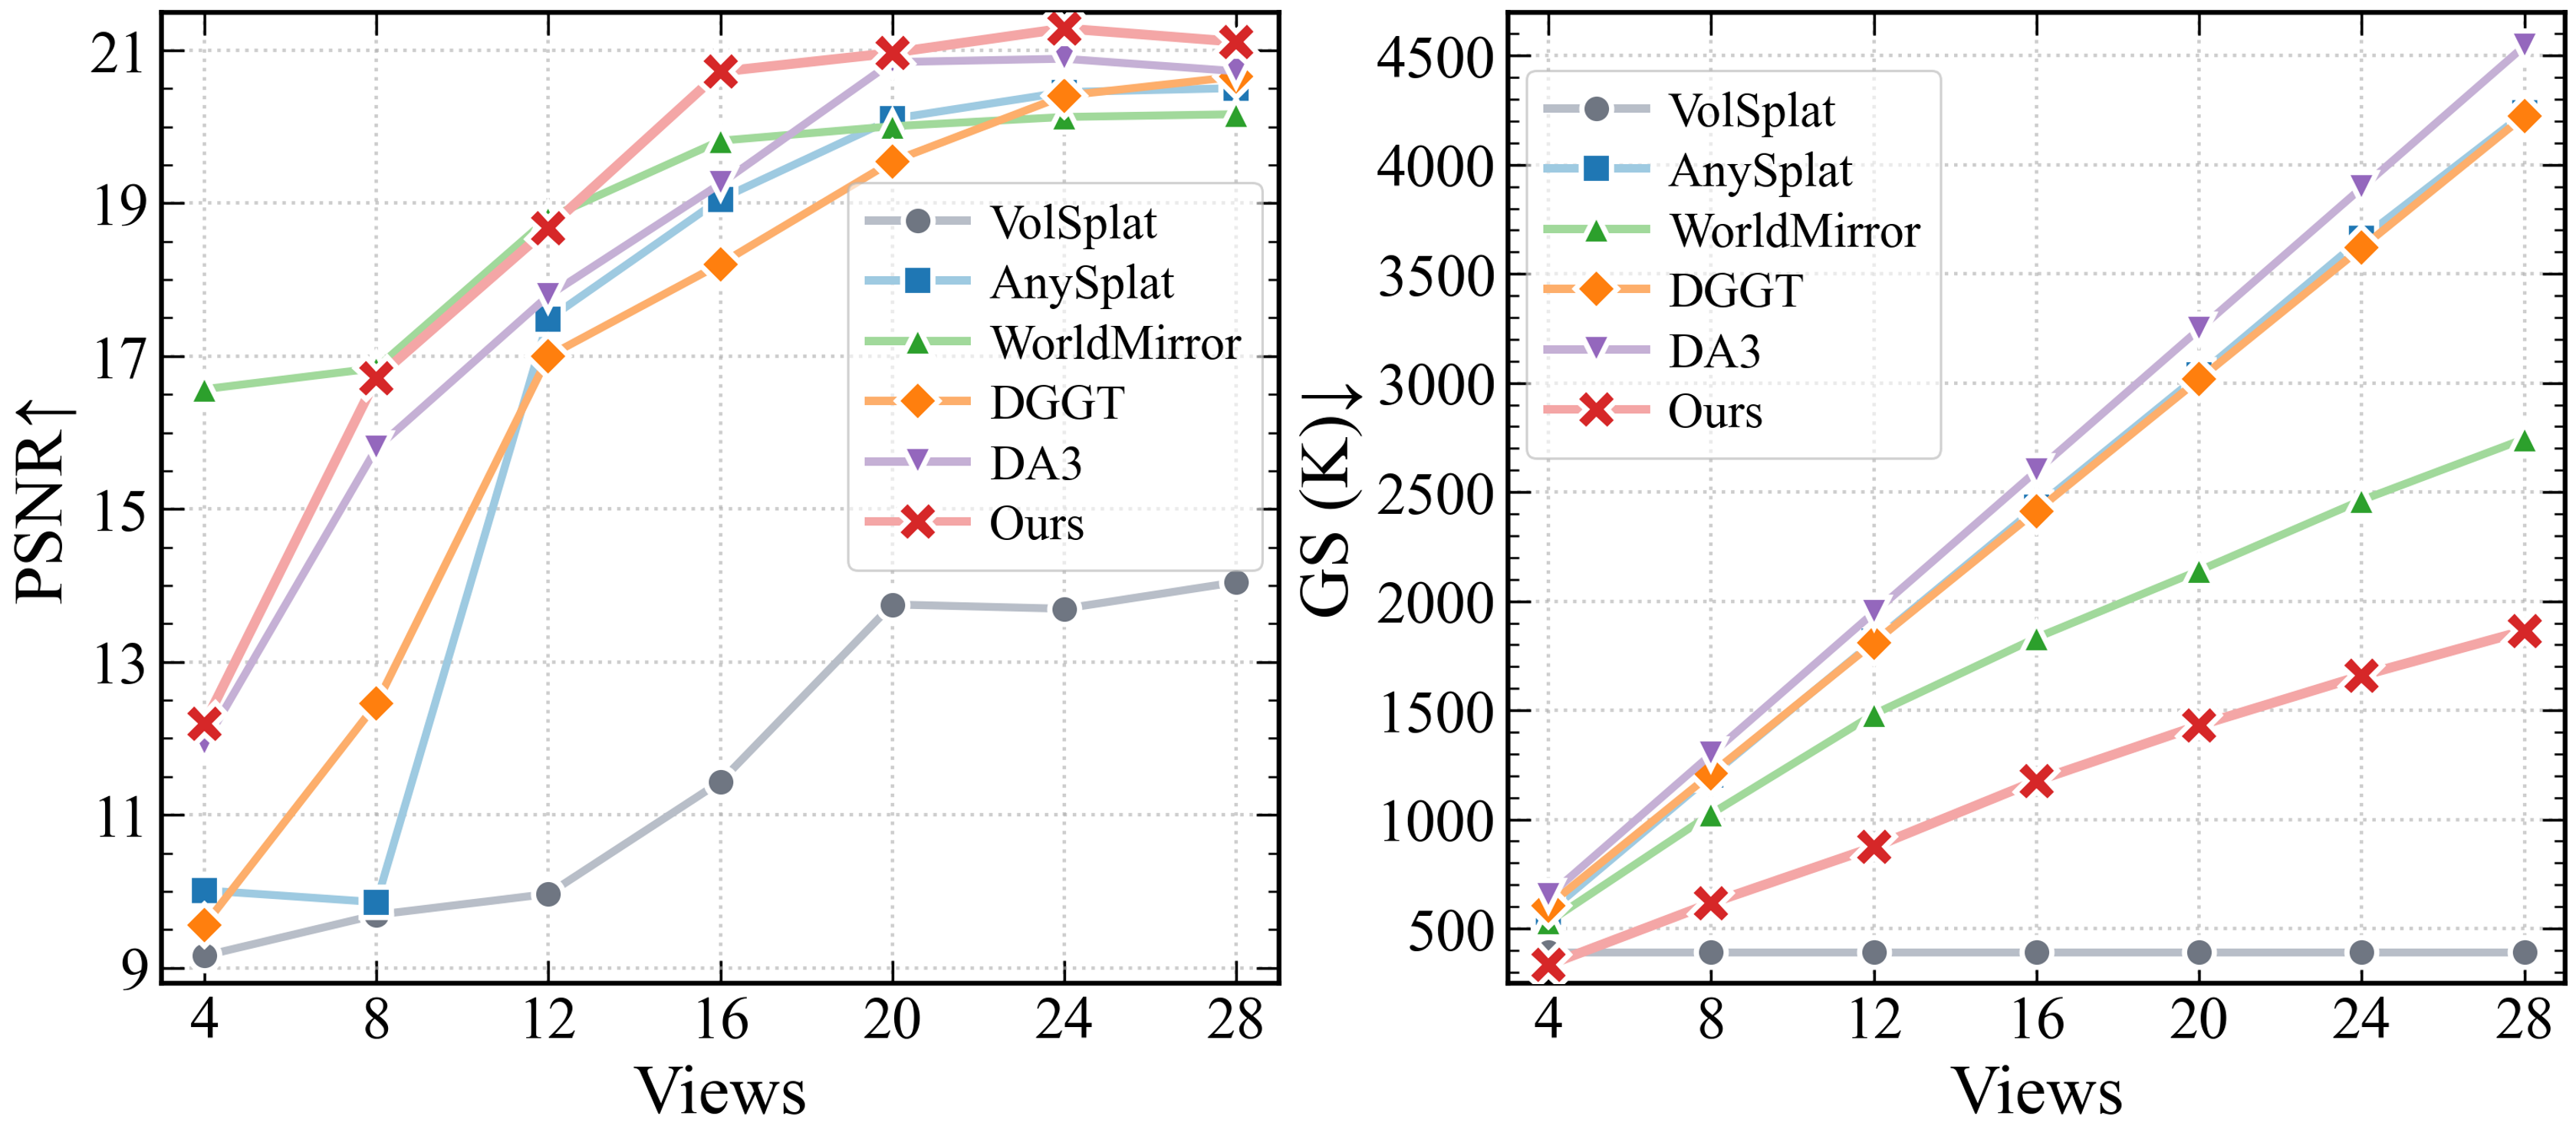 PSNR↑
21
19
17
15
13
11
9
4 8 12 16 20 24 28
Views
VolSplat
AnySplat
WorldMirror
DGGT
DA3
Ours
GS (K)↓
4500
4000
3500
3000
2500
2000
1500
1000
500
4 8 12 16 20 24 28
Views
VolSplat
AnySplat
WorldMirror
DGGT
DA3
Ours